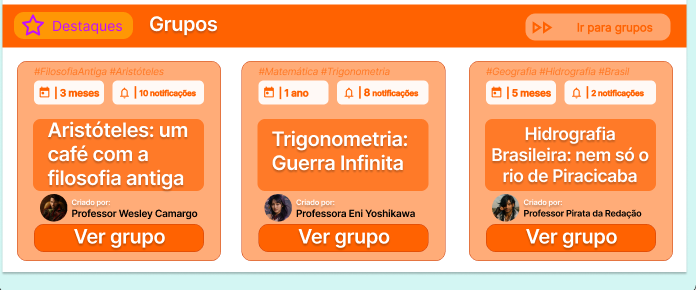 Destaques
Grupos
Ir para grupos
#FilosofiaAntiga #Aristóteles
| 3 meses
| 10 notificações
Aristóteles: um
café com a
filosofia antiga
Criado por:
Professor Wesley Camargo
Ver grupo
#Matemática #Trigonometria
| 1 ano
| 8 notificações
Trigonometria:
Guerra Infinita
Criado por:
Professora Eni Yoshikawa
Ver grupo
#Geografia #Hidrografia #Brasil
| 5 meses
| 2 notificações
Hidrografia
Brasileira: nem só o
rio de Piracicaba
Criado por:
Professor Pirata da Redação
Ver grupo